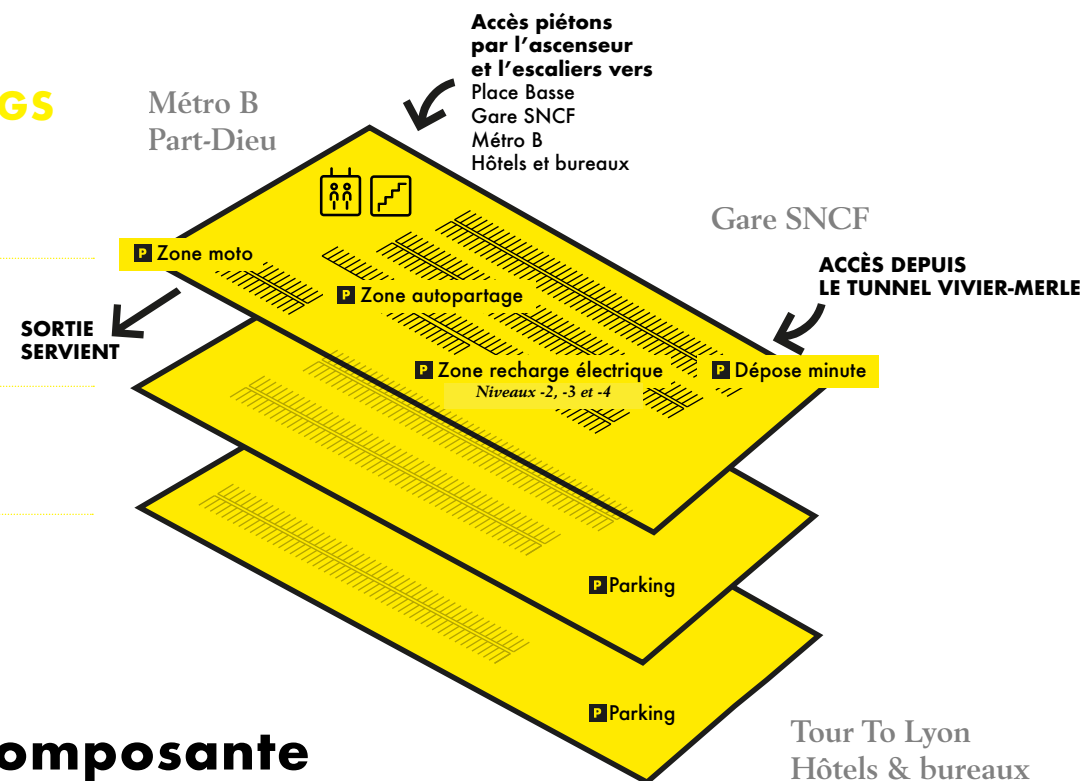 Accès piétons
par l'ascenseur
et l'escaliers vers
Place Basse
Gare SNCF
Métro B
Hôtels et bureaux
GS
Métro B
Part-Dieu
Gare SNCF
ACCÈS DEPUIS
LE TUNNEL VIVIER-MERLE
P Zone moto
P Zone autopartage
SORTIE
SERVIENT
P Zone recharge électrique
Niveaux -2, -3 et -4
P Dépose minute
P Parking
P Parking
Tour To Lyon
Hôtels & bureaux
omposante